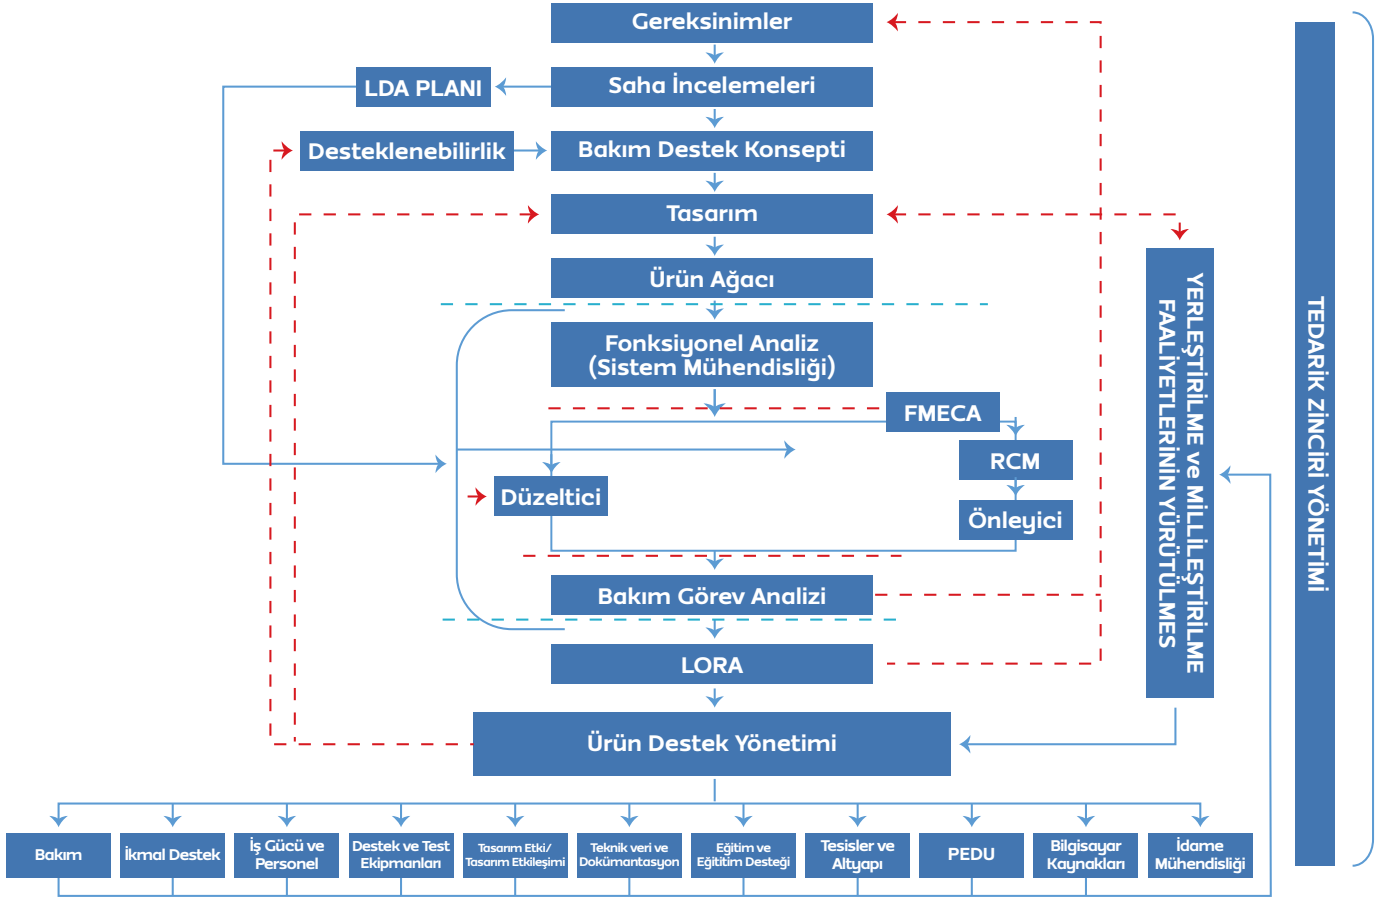 Gereksinimler
LDA PLANI
Saha İncelemeleri
Desteklenebilirlik
Bakım Destek Konsepti
Tasarım
Ürün Ağacı
Fonksiyonel Analiz
(Sistem Mühendisliği)
FMECA
RCM
Düzeltici
Önleyici
Bakım Görev Analizi
LORA
Ürün Destek Yönetimi
YERLEŞTİRİLME ve MİLLİLEŞTİRİLME
FAALİYETLERİNİN YÜRÜTÜLMES
TEDARİK ZİNCİRİ YÖNETİMİ
Bakım
İkmal Destek
İş Gücü ve
Personel
Destek ve Test
Ekipmanları
Tasarım Etki/
Tasarım Etkileşimi
Teknik veri ve
Dokümantasyon
Eğitim ve
Eğititim Desteği
Tesisler ve
Altyapı
PEDU
Bilgisayar
Kaynakları
İdame
Mühendisliği